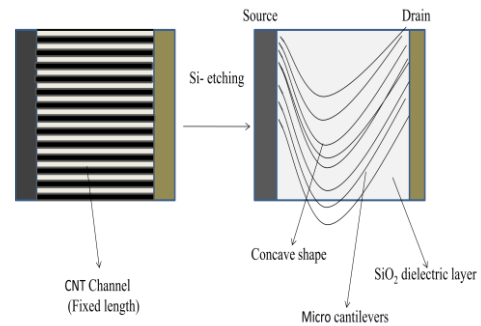 Source
Drain
Si- etching
Concave shape
CNT Channel
(Fixed length)
SiO₂ dielectric layer
Micro cantilevers